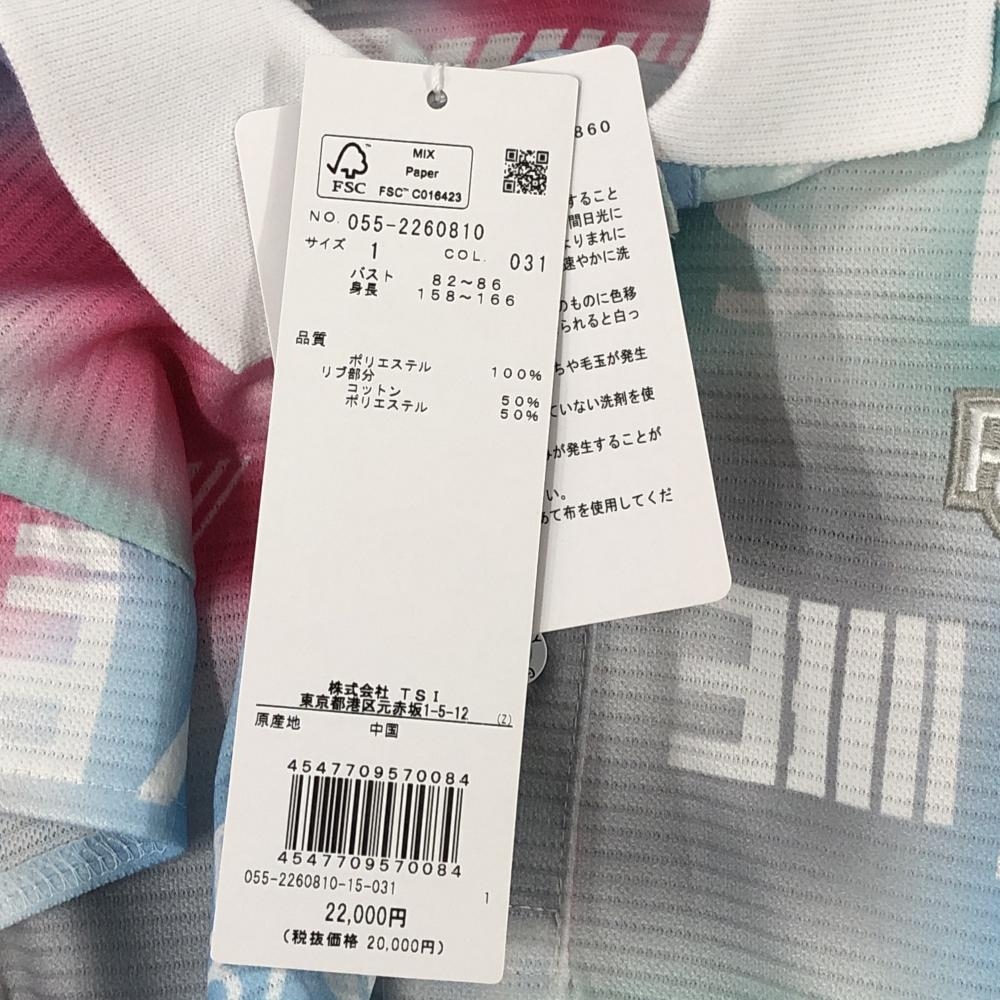 MIX
Paper
FSC
FSC™ C016423
NO. 055-2260810
サイズ 1 COL. 031
バスト 82～86
身長 158～166
品質
ポリエステル 100%
リブ部分
コットン 50%
ポリエステル 50%
株式会社 TSI
東京都港区元赤坂1-5-12 (2)
原産地 中国
4547709570084
4547709570084
055-2260810-15-031
1
22,000円
(税抜価格 20,000円)
860
すること
間日光に
よりまれに
速やかに洗
のものに色移
られると白っ
ちや毛玉が発生
ていない洗剤を使
が発生することが
い。
あて布を使用してくだ